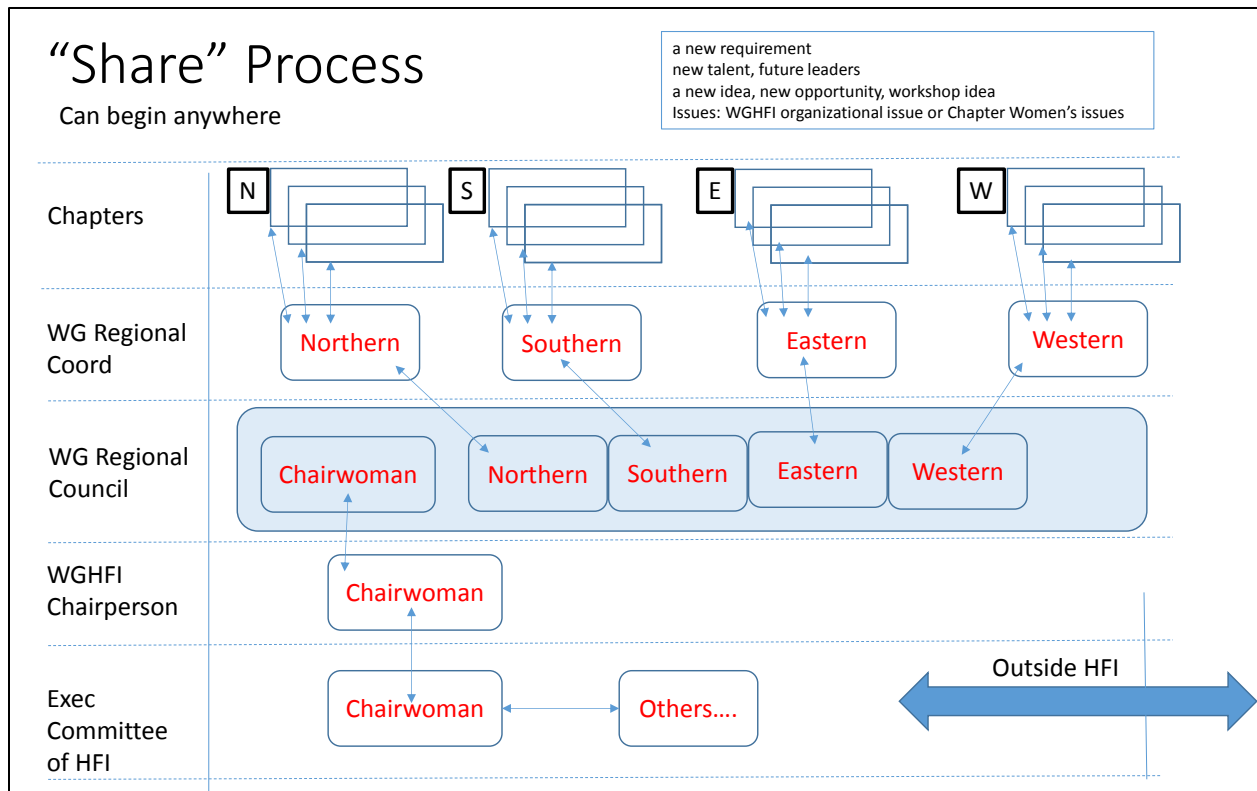 “Share” Process
Can begin anywhere
a new requirement
new talent, future leaders
a new idea, new opportunity, workshop idea
Issues: WGHFI organizational issue or Chapter Women’s issues
Chapters
N
S
E
W
WG Regional
Coord
Northern
Southern
Eastern
Western
WG Regional
Council
Chairwoman
Northern
Southern
Eastern
Western
WGHFI
Chairperson
Chairwoman
Exec
Committee
of HFI
Chairwoman
Others....
Outside HFI